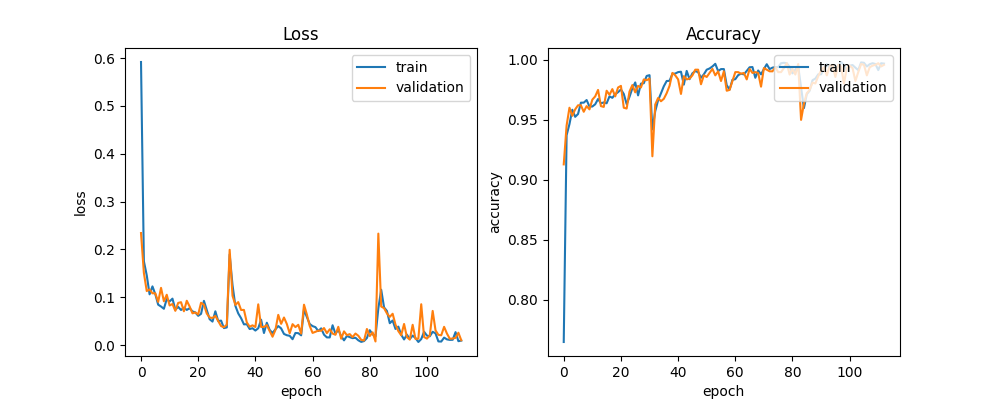 Loss
train
validation
0.6
0.5
0.4
0.3
0.2
0.1
0.0
loss
0 20 40 60 80 100
epoch
Accuracy
train
validation
1.00
0.95
0.90
0.85
0.80
accuracy
0 20 40 60 80 100
epoch